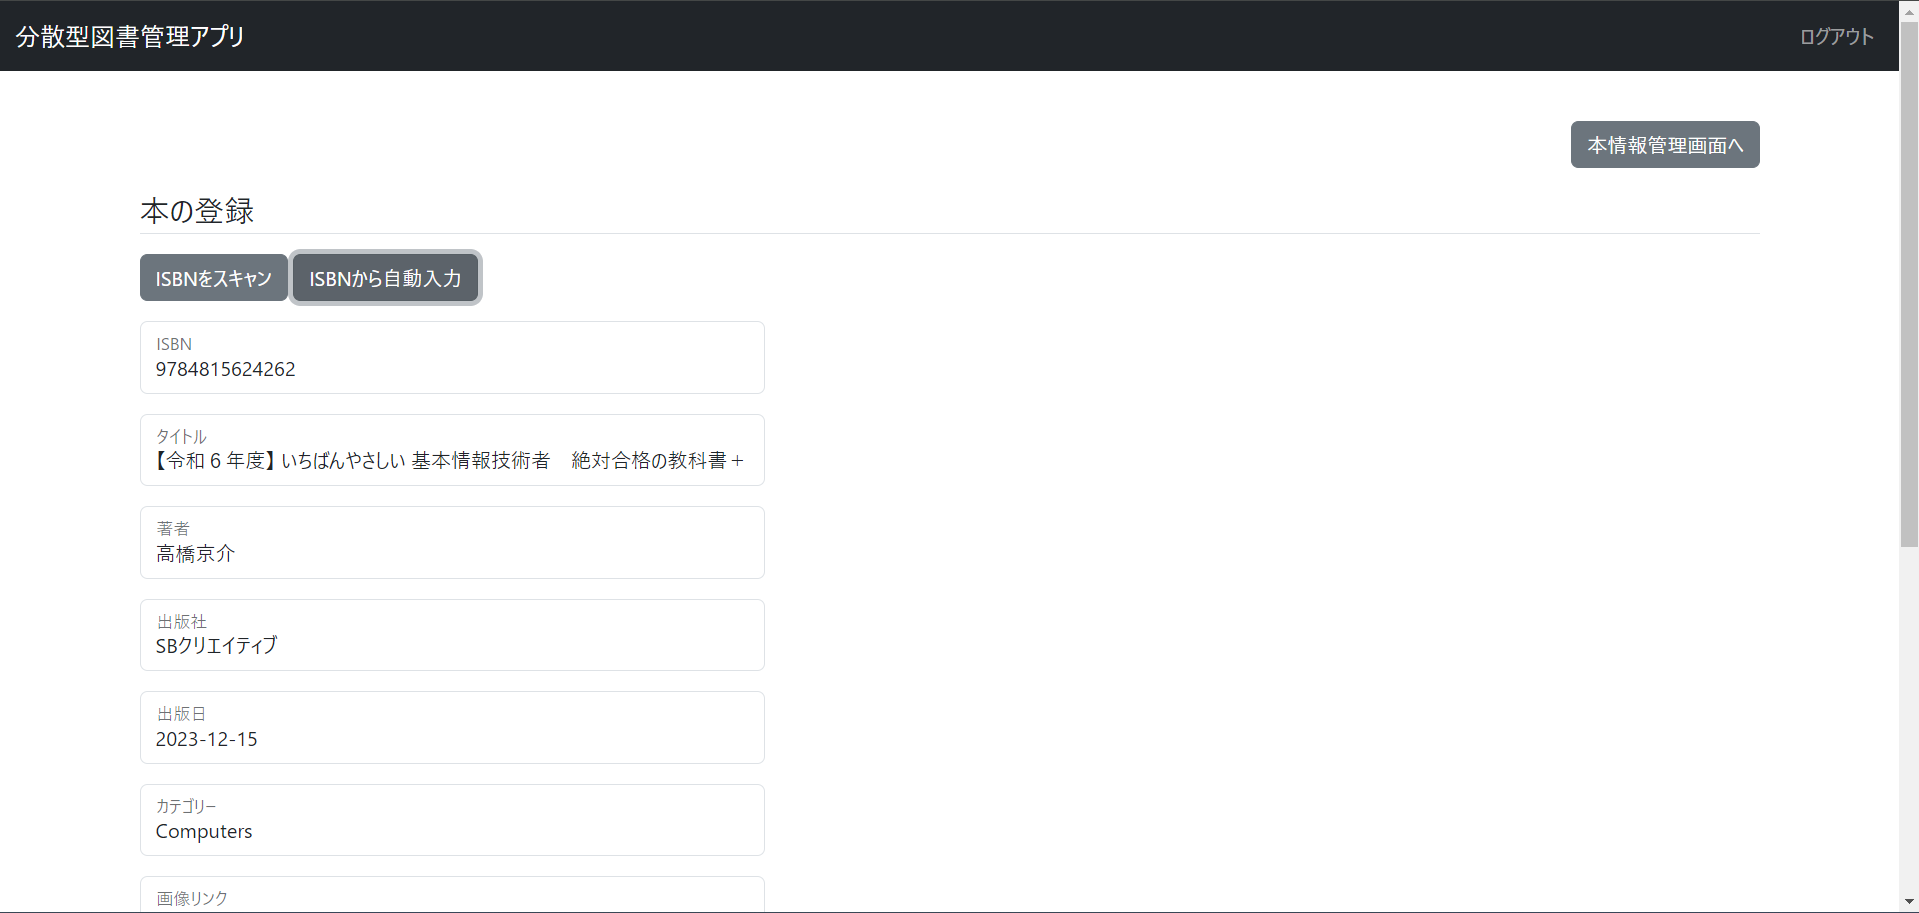 分散型図書管理アプリ
ログアウト
本情報管理画面へ
本の登録
ISBNをスキャン
ISBNから自動入力
ISBN
9784815624262
タイトル
【令和６年度】いちばんやさしい 基本情報技術者　絶対合格の教科書＋
著者
高橋京介
出版社
SBクリエイティブ
出版日
2023-12-15
カテゴリー
Computers
画像リンク